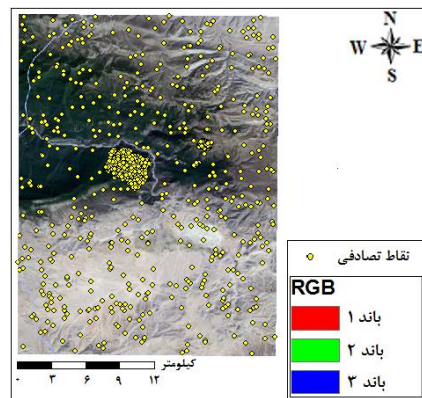 N
W E
S
نقاط تصادفی
RGB
باند ۱
باند ۲
باند ۳
کیلومتر
۰ ۳ ۶ ۹ ۱۲